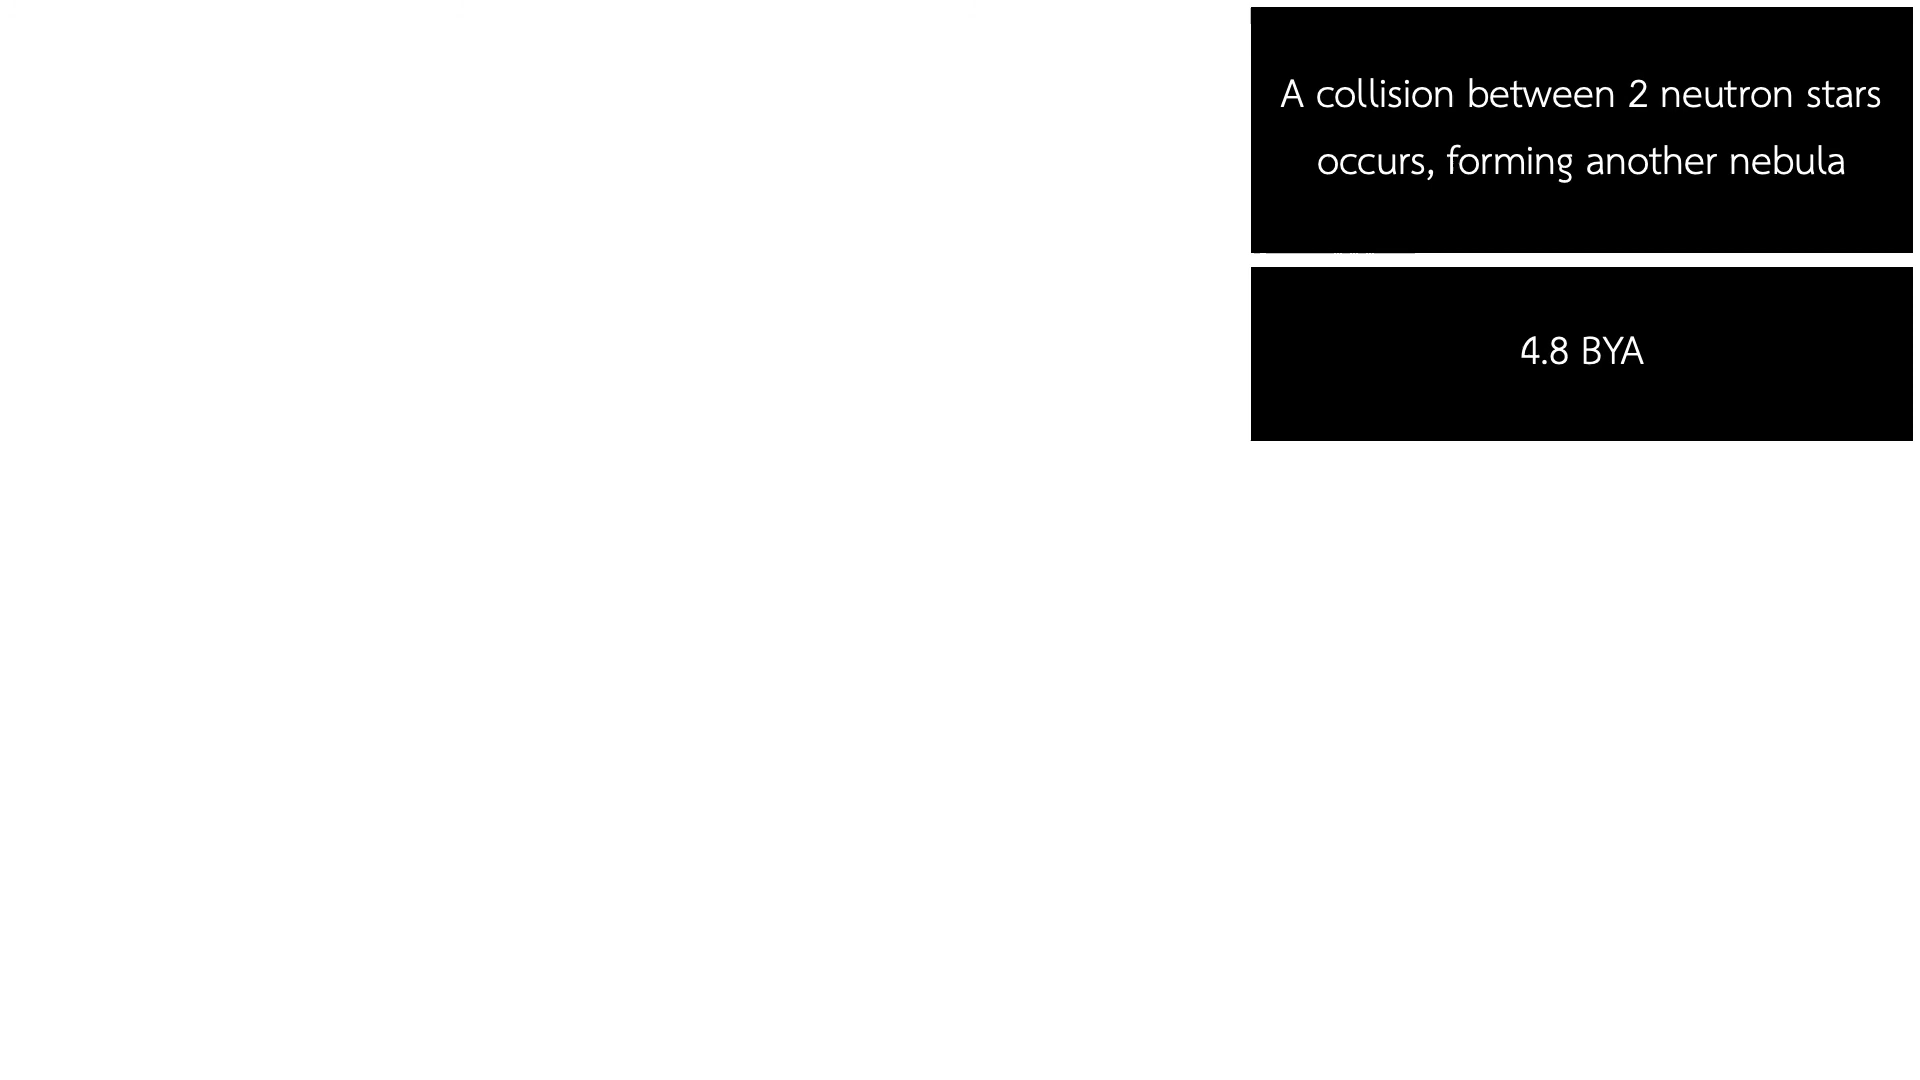 A collision between 2 neutron stars
occurs, forming another nebula
4.8 BYA